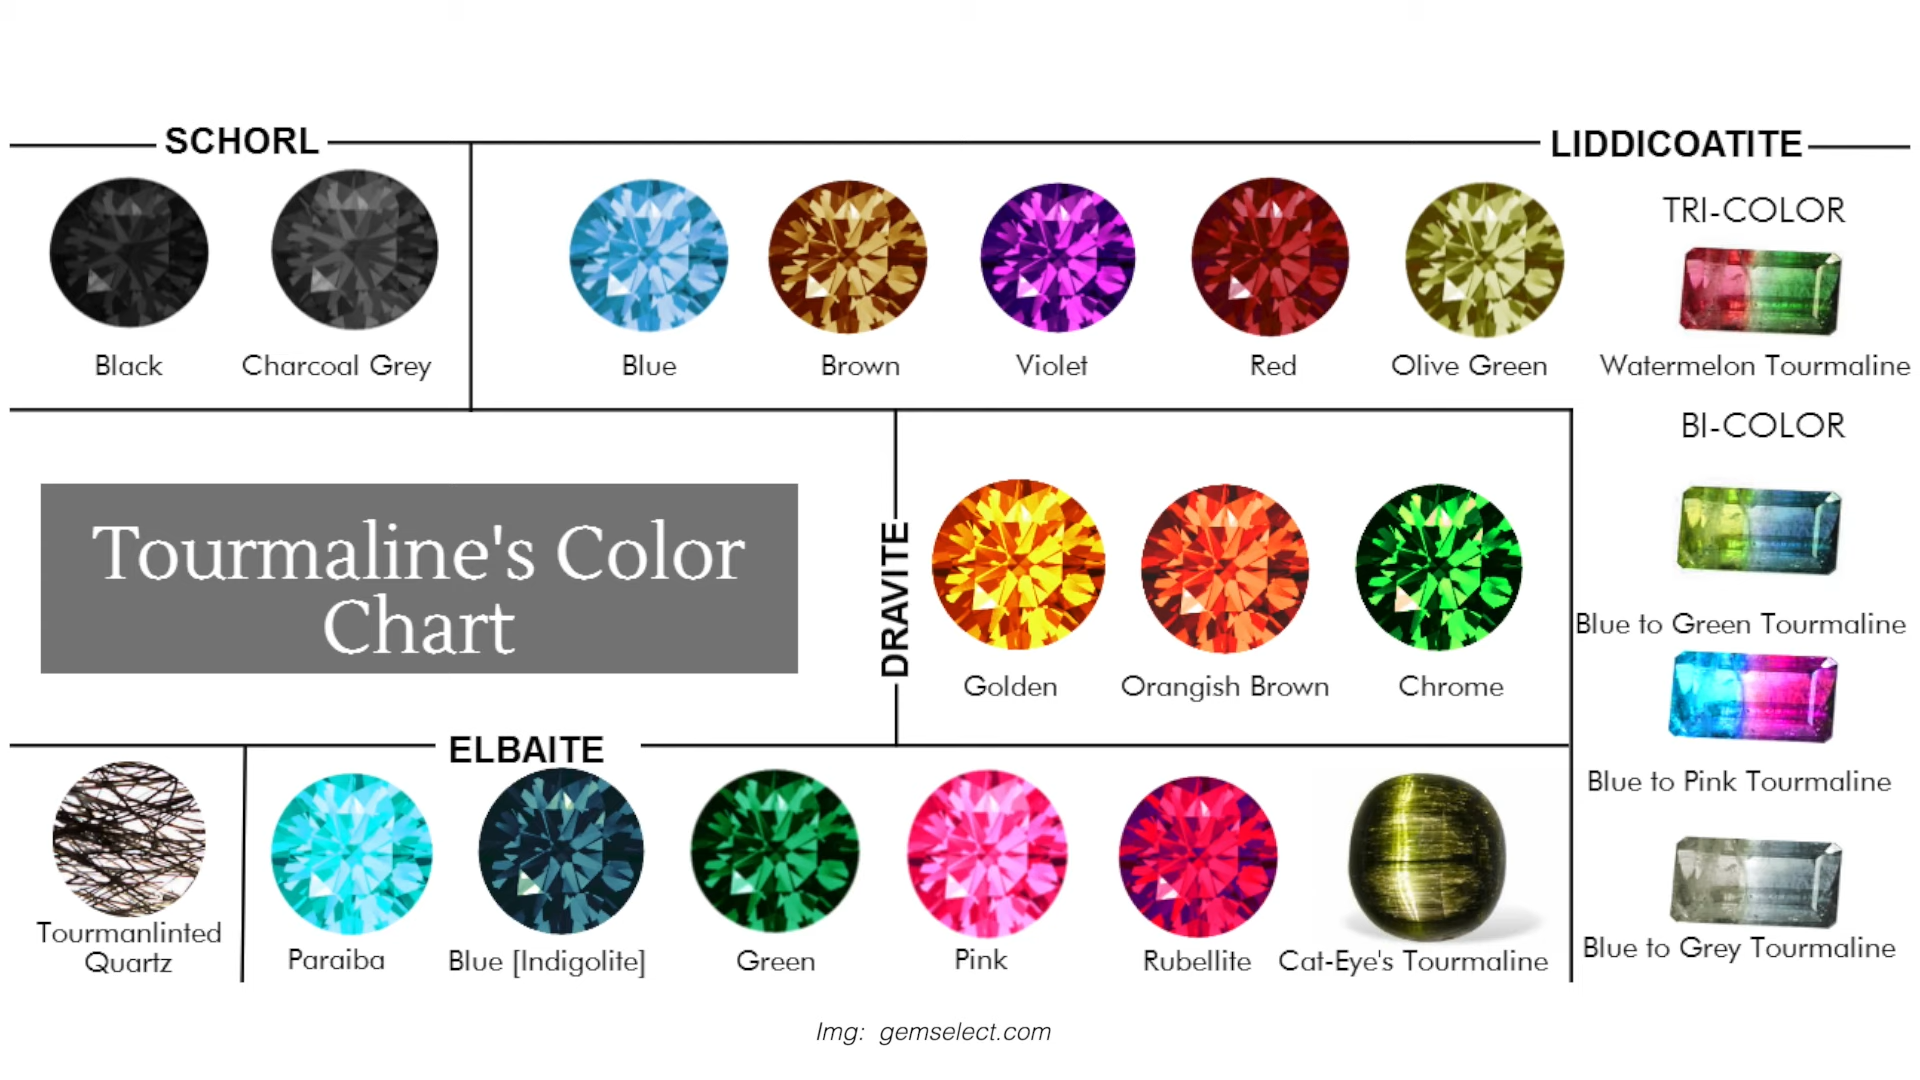 SCHORL
LIDDICOATITE
TRI-COLOR
Black
Charcoal Grey
Blue
Brown
Violet
Red
Olive Green
Watermelon Tourmaline
BI-COLOR
Tourmaline's Color
Chart
DRAVITE
Golden
Orangish Brown
Chrome
Blue to Green Tourmaline
Blue to Pink Tourmaline
Blue to Grey Tourmaline
ELBAITE
Tourmanlinted
Quartz
Paraiba
Blue [Indigolite]
Green
Pink
Rubellite
Cat-Eye's Tourmaline
Img: gemselect.com